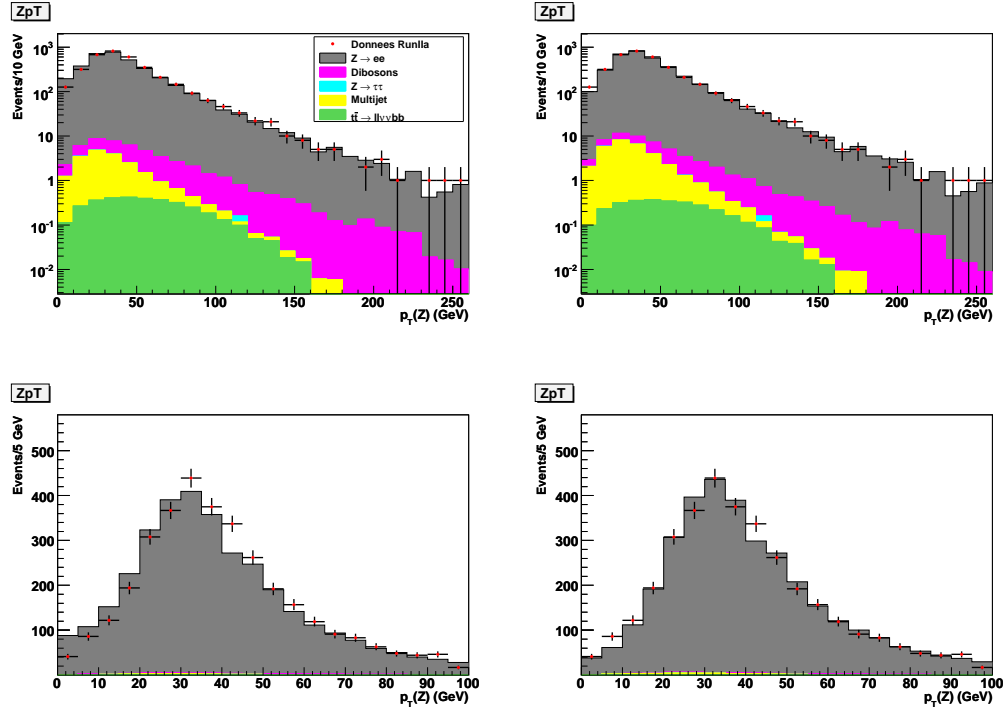 ZpT
Events/10 GeV
10³
10²
10
1
10⁻¹
10⁻²
0 50 100 150 200 250
p_T(Z) (GeV)
Donnees RunIIa
Z → ee
Dibosons
Z → ττ
Multijet
tt̄ → llννbb
ZpT
Events/10 GeV
10³
10²
10
1
10⁻¹
10⁻²
0 50 100 150 200 250
p_T(Z) (GeV)
ZpT
Events/5 GeV
500
400
300
200
100
0 10 20 30 40 50 60 70 80 90 100
p_T(Z) (GeV)
ZpT
Events/5 GeV
500
400
300
200
100
0 10 20 30 40 50 60 70 80 90 100
p_T(Z) (GeV)